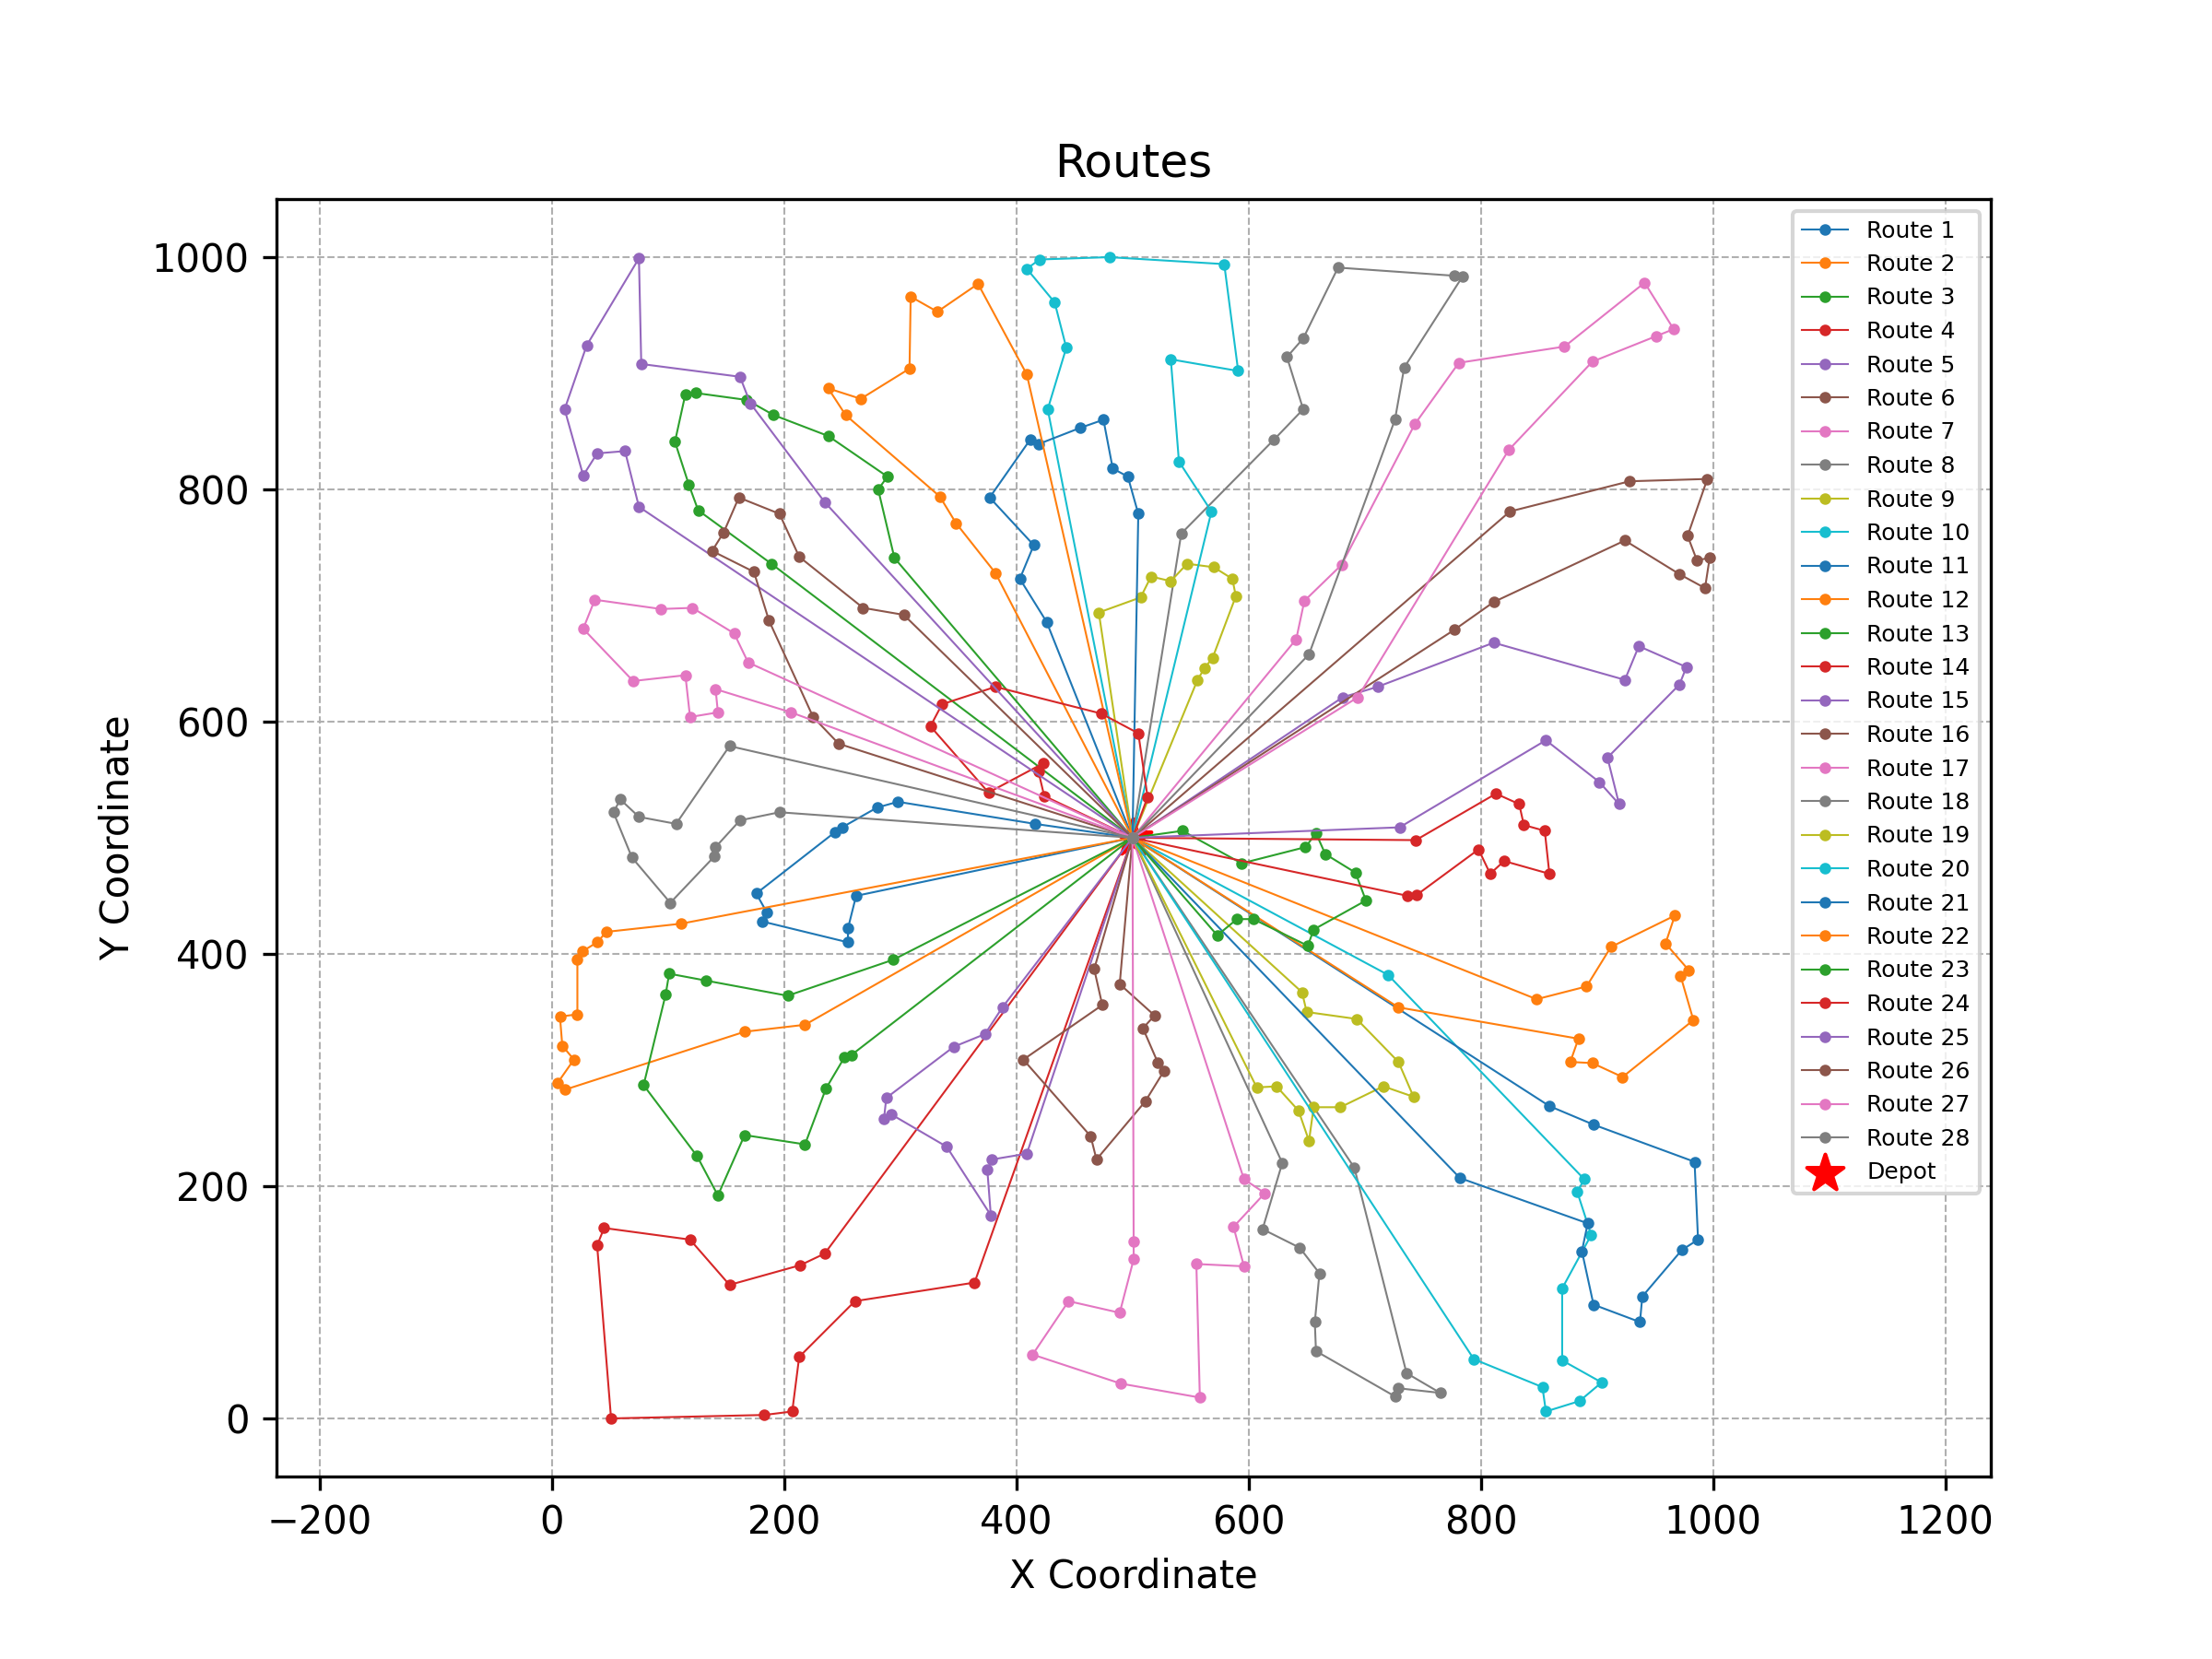 Routes
1000
800
600
400
200
0
Y Coordinate
−200
0
200
400
600
800
1000
1200
X Coordinate
Route 1
Route 2
Route 3
Route 4
Route 5
Route 6
Route 7
Route 8
Route 9
Route 10
Route 11
Route 12
Route 13
Route 14
Route 15
Route 16
Route 17
Route 18
Route 19
Route 20
Route 21
Route 22
Route 23
Route 24
Route 25
Route 26
Route 27
Route 28
Depot